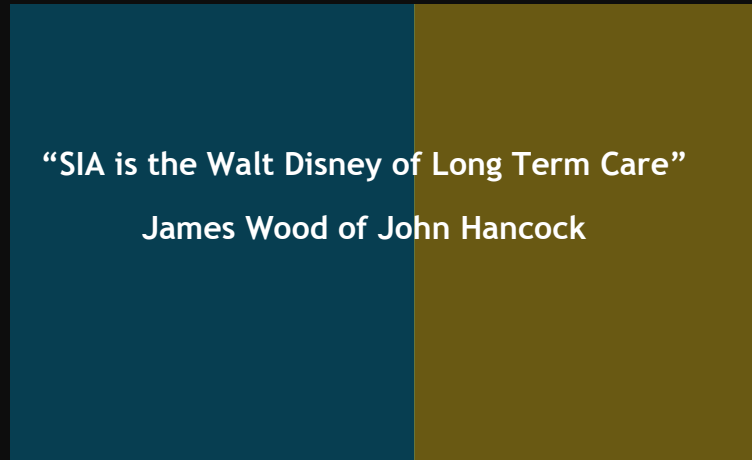 “SIA is the Walt Disney of Long Term Care”
James Wood of John Hancock